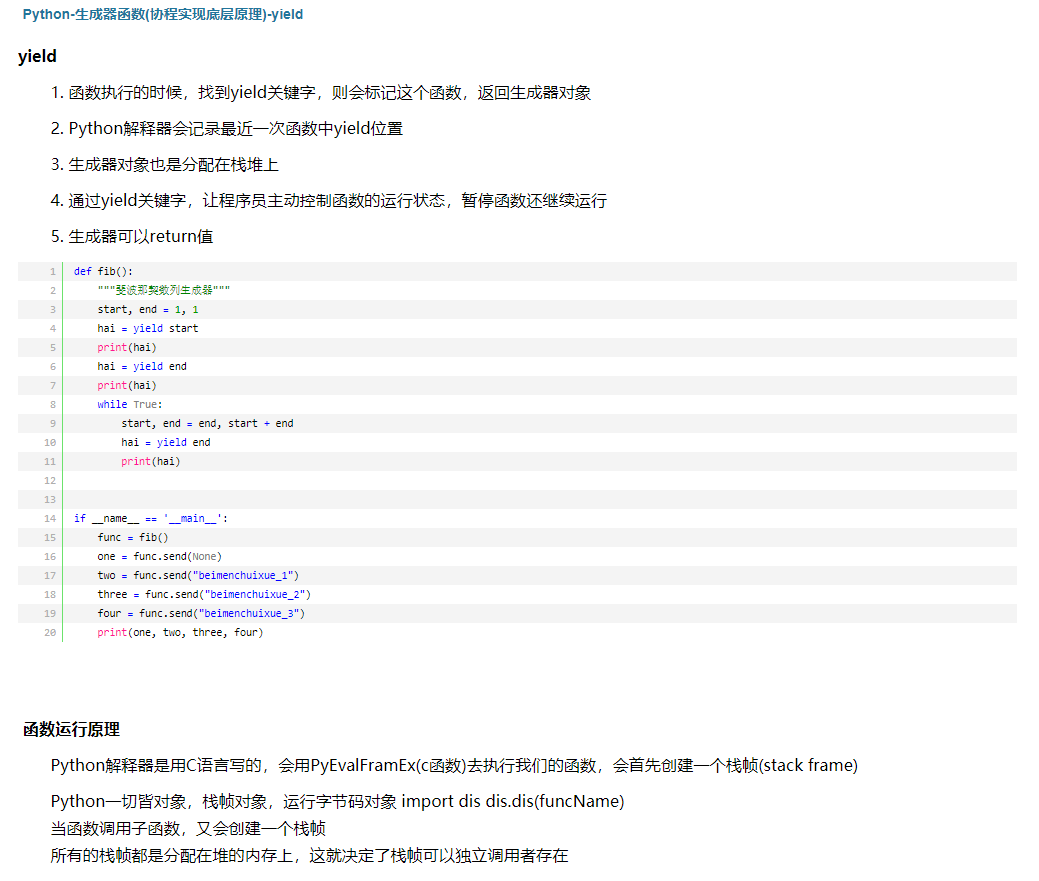 Python-生成器函数(协程实现底层原理)-yield
yield
1. 函数执行的时候，找到yield关键字，则会标记这个函数，返回生成器对象
2. Python解释器会记录最近一次函数中yield位置
3. 生成器对象也是分配在栈堆上
4. 通过yield关键字，让程序员主动控制函数的运行状态，暂停函数还继续运行
5. 生成器可以return值
1 def fib():
2     """斐波那契数列生成器"""
3     start, end = 1, 1
4     hai = yield start
5     print(hai)
6     hai = yield end
7     print(hai)
8     while True:
9         start, end = end, start + end
10         hai = yield end
11         print(hai)
12
13
14 if __name__ == '__main__':
15     func = fib()
16     one = func.send(None)
17     two = func.send("beimenchuixue_1")
18     three = func.send("beimenchuixue_2")
19     four = func.send("beimenchuixue_3")
20     print(one, two, three, four)
函数运行原理
Python解释器是用C语言写的，会用PyEvalFramEx(c函数)去执行我们的函数，会首先创建一个栈帧(stack frame)
Python一切皆对象，栈帧对象，运行字节码对象 import dis dis.dis(funcName)
当函数调用子函数，又会创建一个栈帧
所有的栈帧都是分配在堆的内存上，这就决定了栈帧可以独立调用者存在